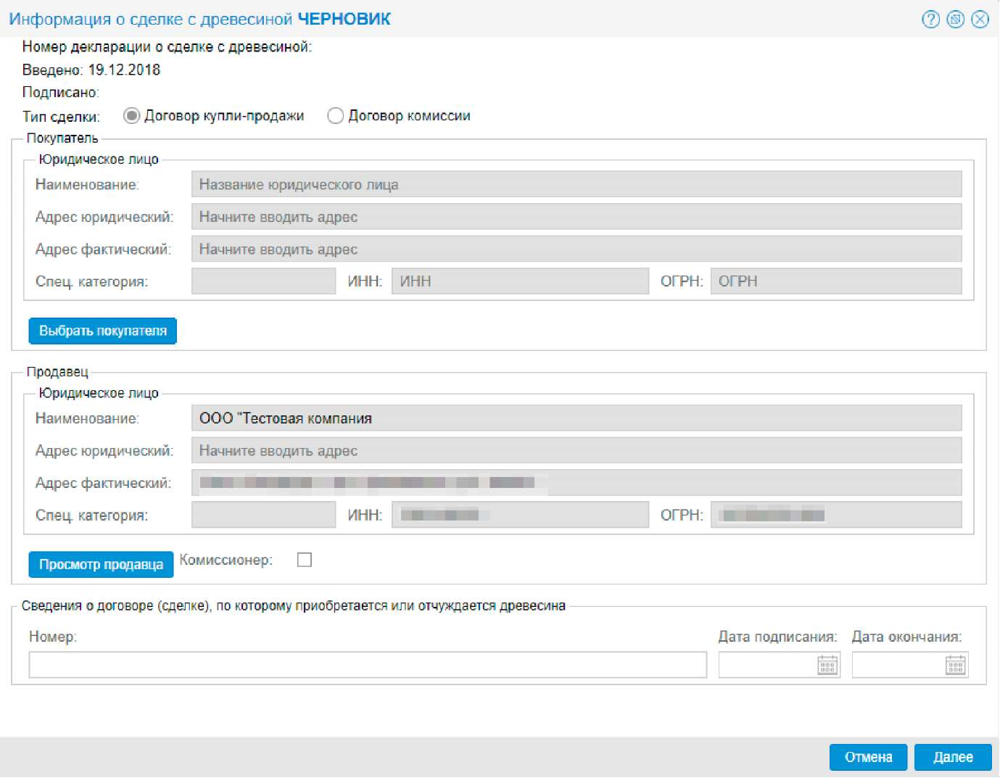 Информация о сделке с древесиной ЧЕРНОВИК
Номер декларации о сделке с древесиной:
Введено: 19.12.2018
Подписано:
Тип сделки: Договор купли-продажи Договор комиссии
Покупатель
Юридическое лицо
Наименование: Название юридического лица
Адрес юридический: Начните вводить адрес
Адрес фактический: Начните вводить адрес
Спец. категория: ИНН: ИНН ОГРН: ОГРН
Выбрать покупателя
Продавец
Юридическое лицо
Наименование: ООО "Тестовая компания
Адрес юридический: Начните вводить адрес
Адрес фактический:
Спец. категория: ИНН: ОГРН:
Просмотр продавца Комиссионер:
Сведения о договоре (сделке), по которому приобретается или отчуждается древесина
Номер: Дата подписания: Дата окончания:
Отмена Далее